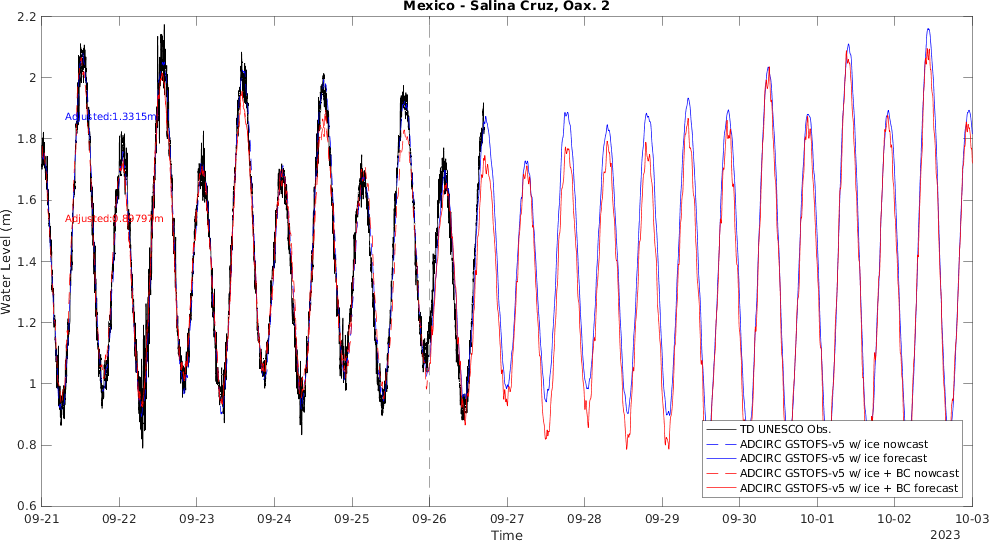 Mexico - Salina Cruz, Oax. 2
2.2
2
1.8
1.6
1.4
1.2
1
0.8
0.6
Water Level (m)
Adjusted:1.3315m
Adjusted:0.89797m
TD UNESCO Obs.
ADCIRC GSTOFS-v5 w/ ice nowcast
ADCIRC GSTOFS-v5 w/ ice forecast
ADCIRC GSTOFS-v5 w/ ice + BC nowcast
ADCIRC GSTOFS-v5 w/ ice + BC forecast
09-21 09-22 09-23 09-24 09-25 09-26 09-27 09-28 09-29 09-30 10-01 10-02 10-03
Time
2023